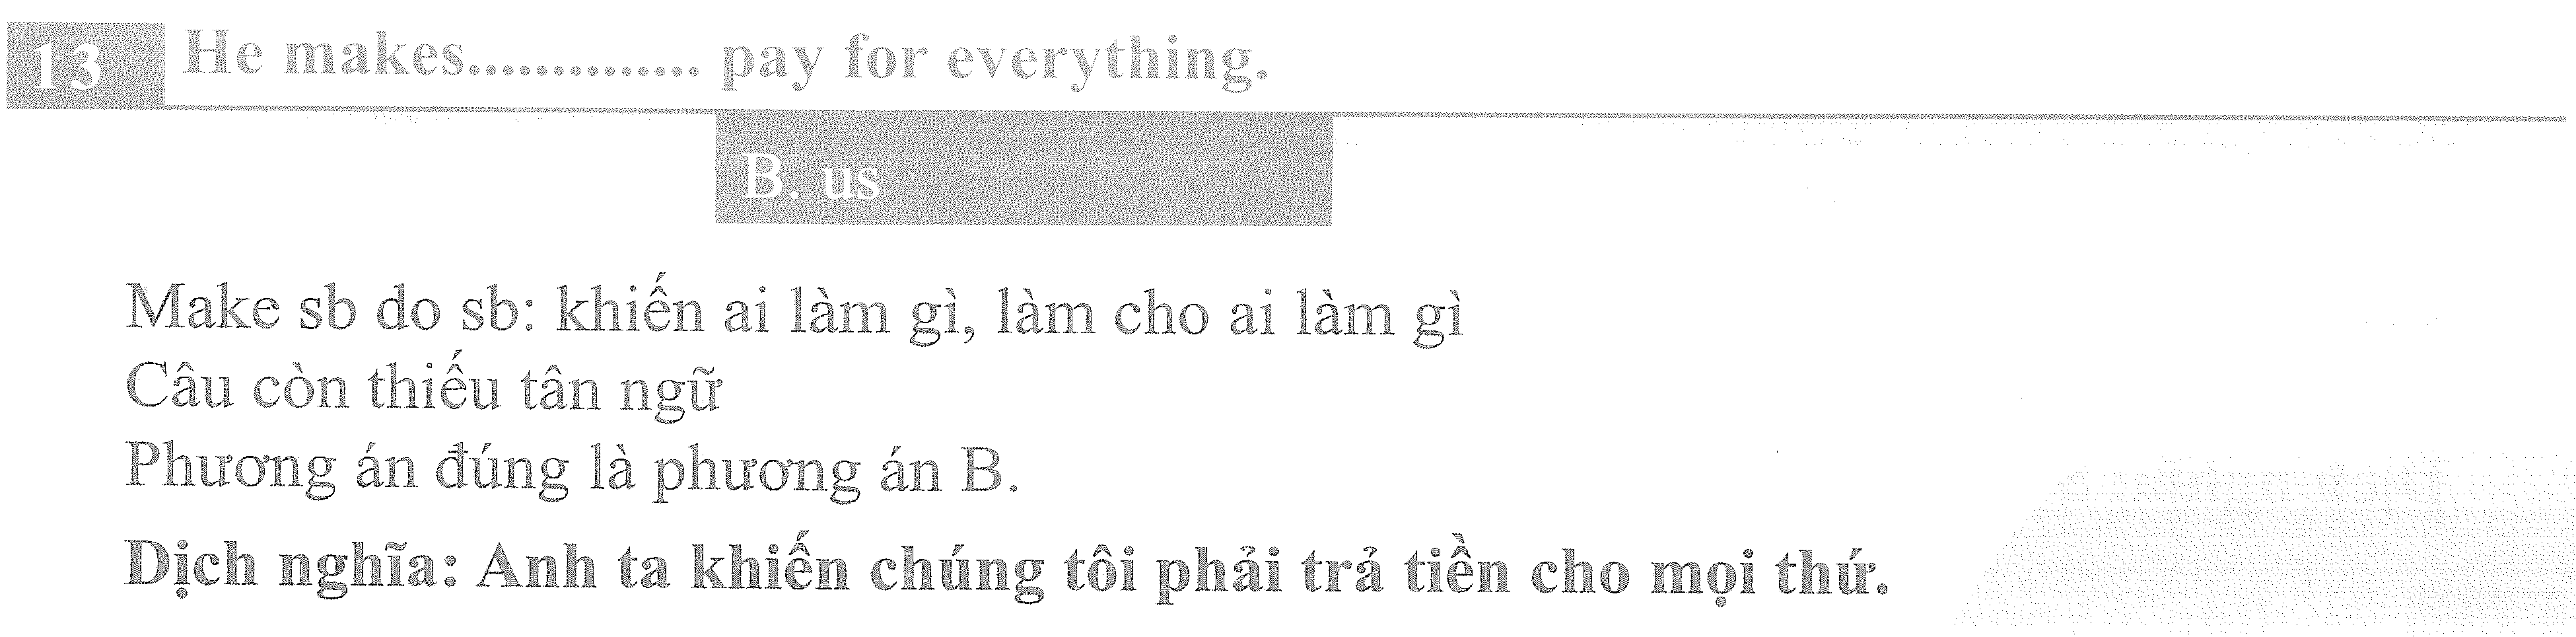 13 He makes.............. pay for everything.
B. us
Make sb do sb: khiến ai làm gì, làm cho ai làm gì
Câu còn thiếu tân ngữ
Phương án đúng là phương án B.
Dịch nghĩa: Anh ta khiến chúng tôi phải trả tiền cho mọi thứ.